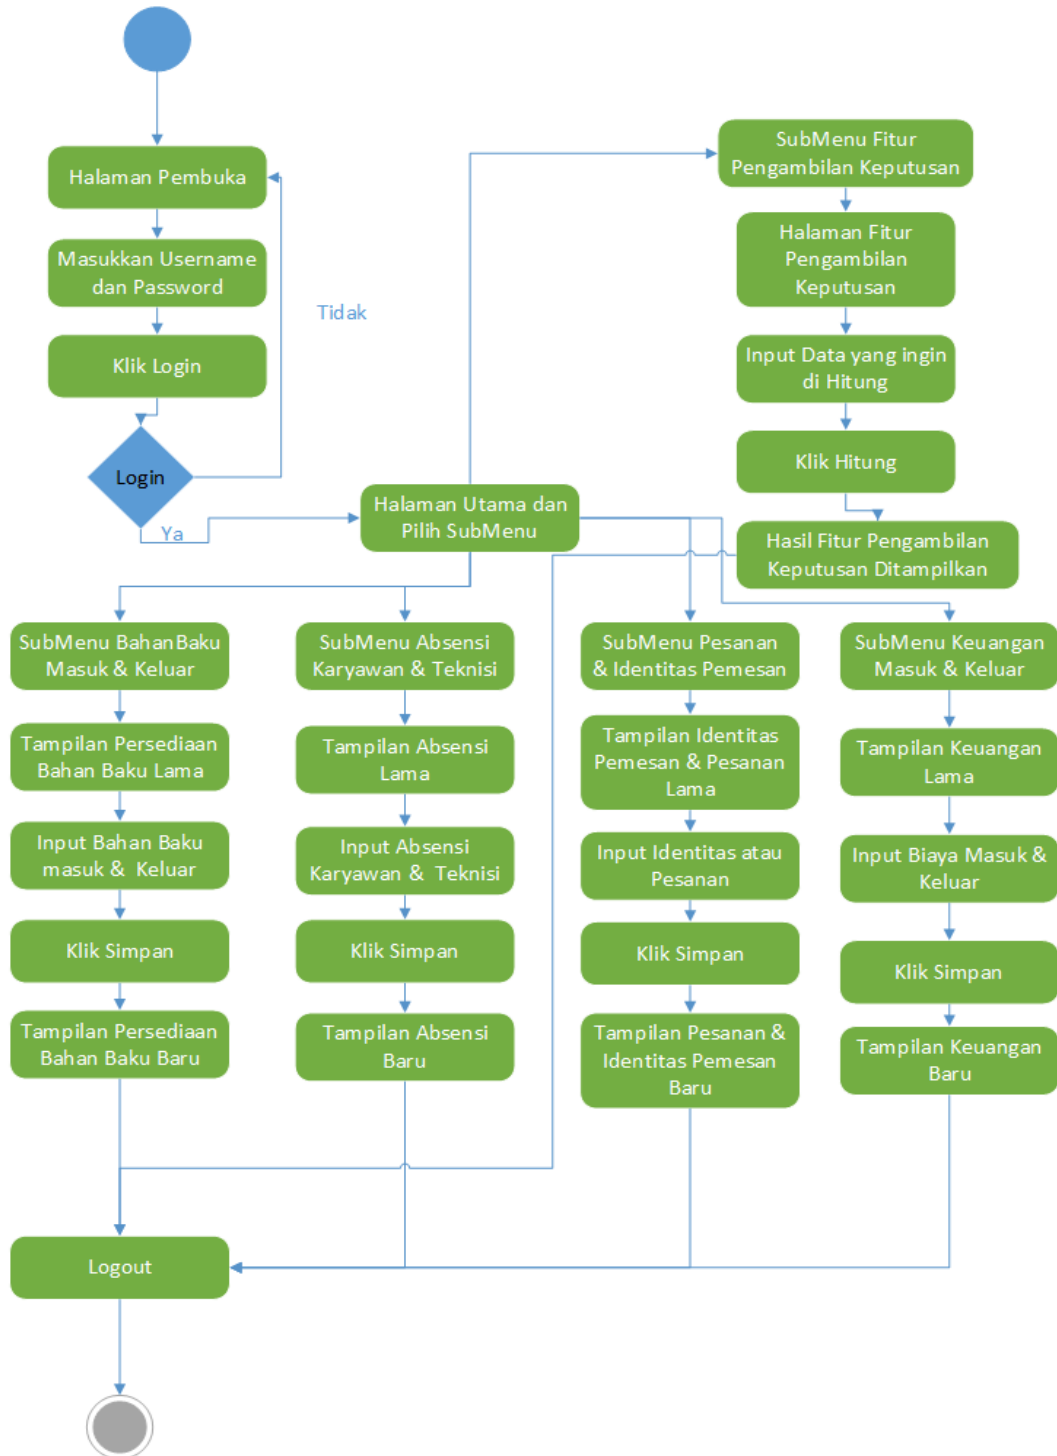 Halaman Pembuka
Masukkan Username
dan Password
Klik Login
Login
Tidak
Ya
Halaman Utama dan
Pilih SubMenu
SubMenu Fitur
Pengambilan Keputusan
Halaman Fitur
Pengambilan
Keputusan
Input Data yang ingin
di Hitung
Klik Hitung
Hasil Fitur Pengambilan
Keputusan Ditampilkan
SubMenu BahanBaku
Masuk & Keluar
Tampilan Persediaan
Bahan Baku Lama
Input Bahan Baku
masuk & Keluar
Klik Simpan
Tampilan Persediaan
Bahan Baku Baru
SubMenu Absensi
Karyawan & Teknisi
Tampilan Absensi
Lama
Input Absensi
Karyawan & Teknisi
Klik Simpan
Tampilan Absensi
Baru
SubMenu Pesanan
& Identitas Pemesan
Tampilan Identitas
Pemesan & Pesanan
Lama
Input Identitas atau
Pesanan
Klik Simpan
Tampilan Pesanan &
Identitas Pemesan
Baru
SubMenu Keuangan
Masuk & Keluar
Tampilan Keuangan
Lama
Input Biaya Masuk &
Keluar
Klik Simpan
Tampilan Keuangan
Baru
Logout